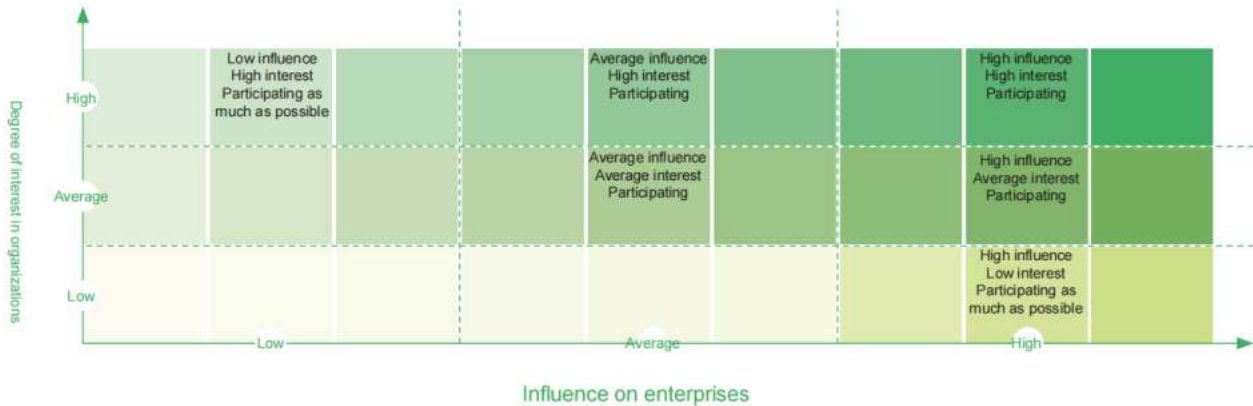 Degree of interest in organizations
High
Low influence
High interest
Participating as
much as possible
Average influence
High interest
Participating
High influence
High interest
Participating
Average
Average influence
Average interest
Participating
High influence
Average interest
Participating
Low
High influence
Low interest
Participating as
much as possible
Low
Average
High
Influence on enterprises